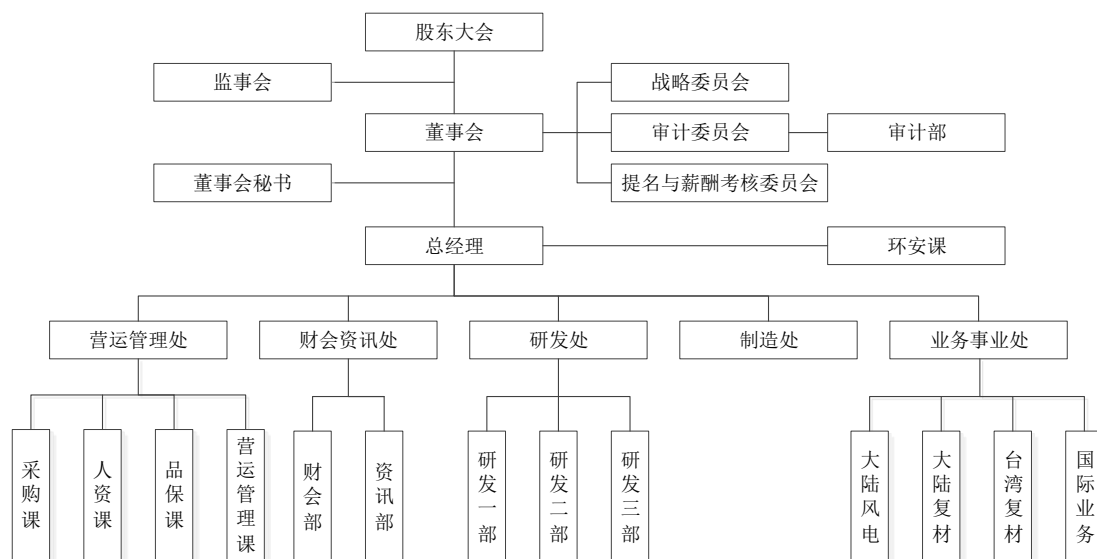 股东大会
监事会
战略委员会
董事会
审计委员会
审计部
董事会秘书
提名与薪酬考核委员会
总经理
环安课
营运管理处
财会资讯处
研发处
制造处
业务事业处
采购课
人资课
品保课
营运管理课
财会部
资讯部
研发一部
研发二部
研发三部
大陆风电
大陆复材
台湾复材
国际业务